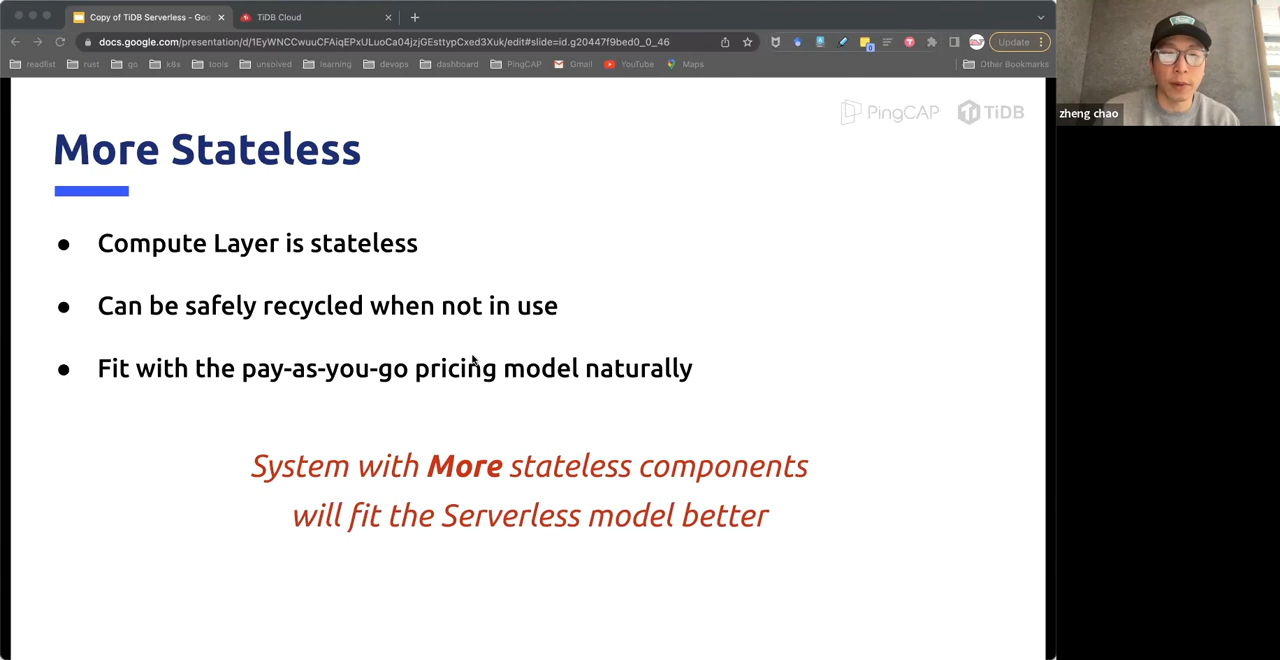 Copy of TiDB Serverless - Goo
TiDB Cloud
docs.google.com/presentation/d/1EyWNCCwuuCFAiqEPxULuoCa04jzjGEsttypCxed3Xuk/edit#slide=id.g20447f9bed0_0_46
Update
readlist
rust
go
k8s
tools
unsolved
learning
devops
dashboard
PingCAP
Gmail
YouTube
Maps
Other Bookmarks
zheng chao
PingCAP
TiDB
More Stateless
● Compute Layer is stateless
● Can be safely recycled when not in use
● Fit with the pay-as-you-go pricing model naturally
System with More stateless components
will fit the Serverless model better